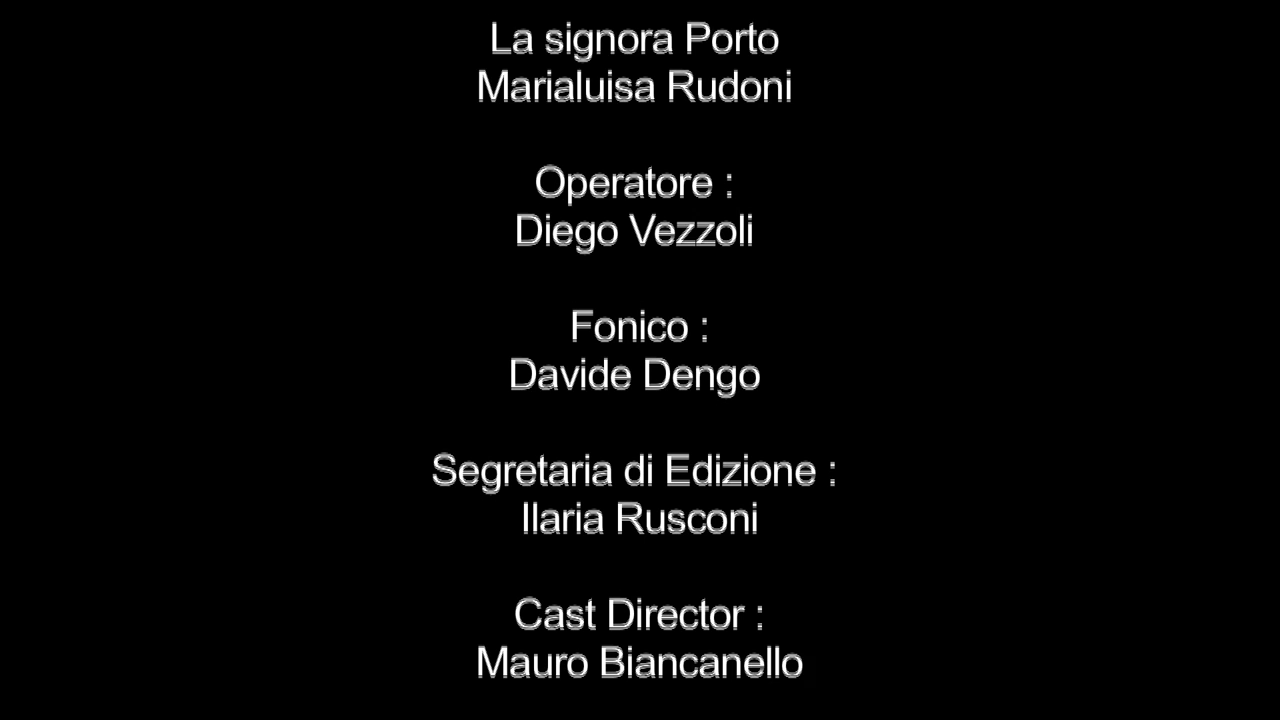 La signora Porto
Marialuisa Rudoni
Operatore :
Diego Vezzoli
Fonico :
Davide Dengo
Segretaria di Edizione :
Ilaria Rusconi
Cast Director :
Mauro Biancanello